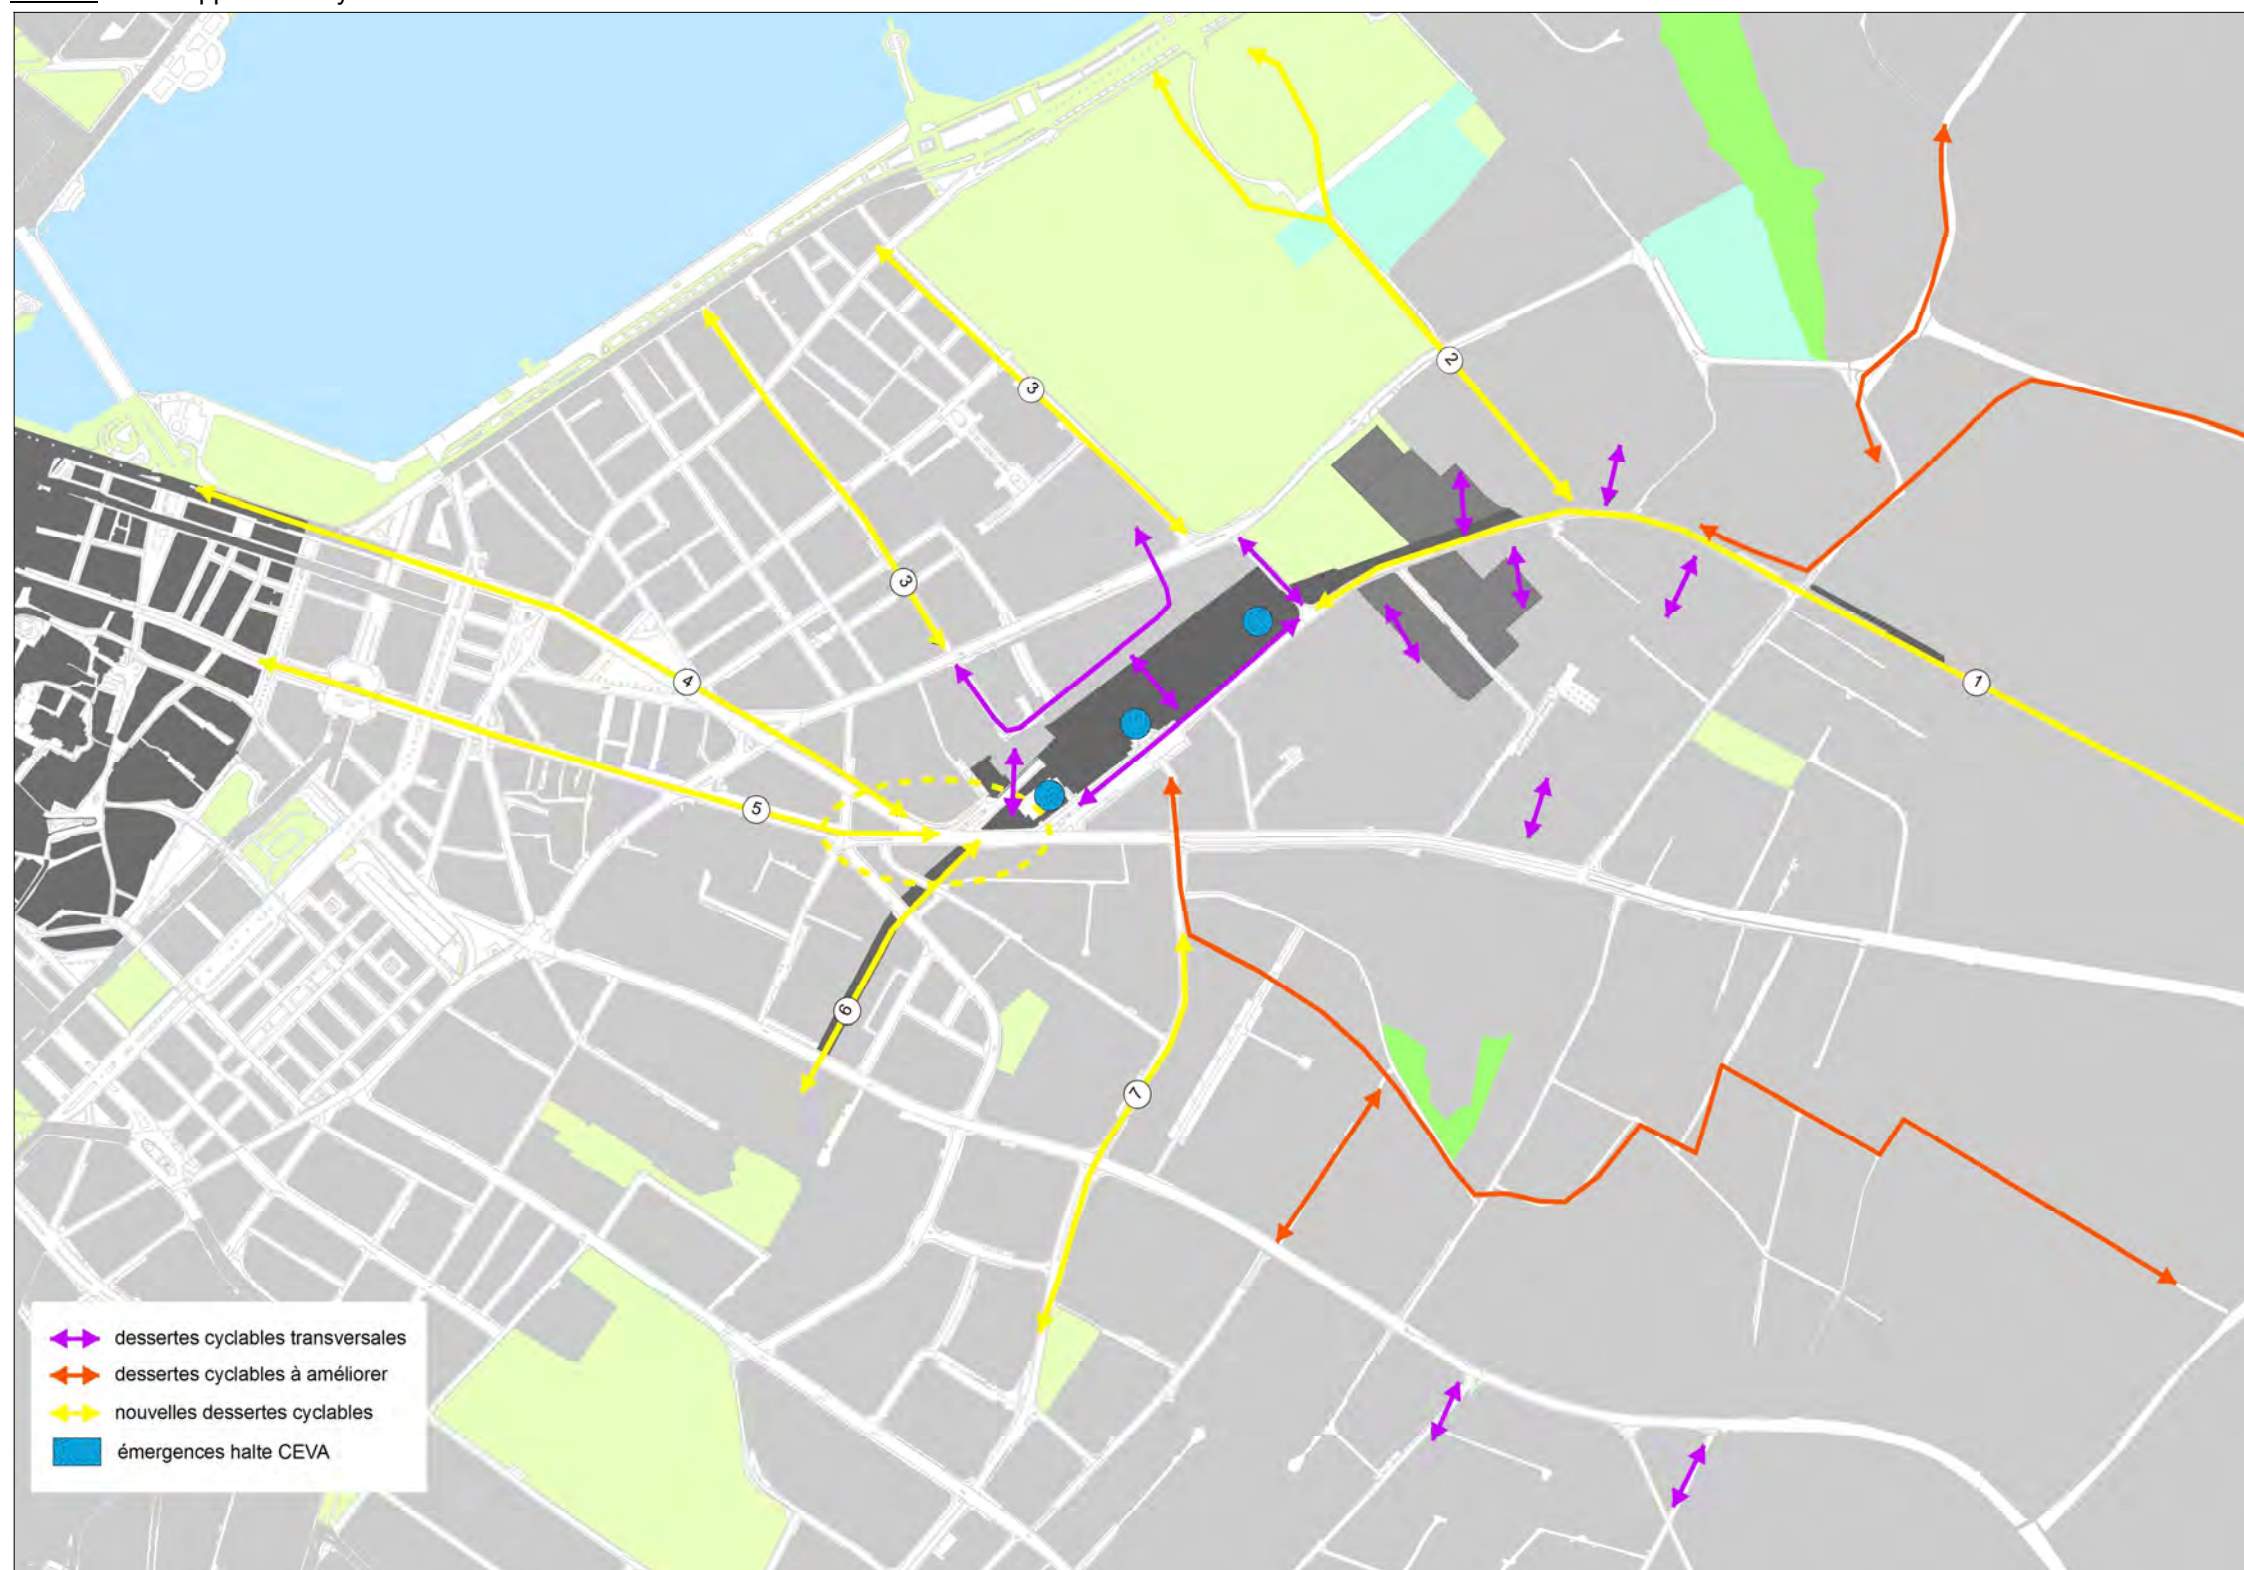 2
3
3
1
4
5
6
7
dessertes cyclables transversales
dessertes cyclables à améliorer
nouvelles dessertes cyclables
émergences halte CEVA